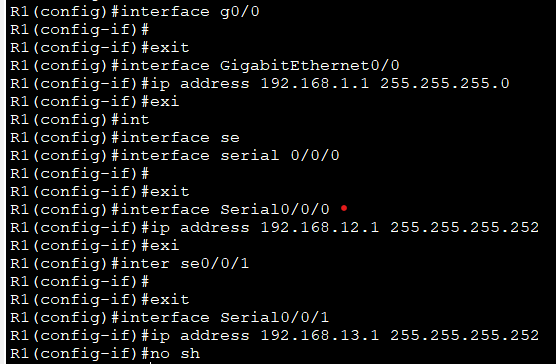 R1(config)#interface g0/0
R1(config-if)#
R1(config-if)#exit
R1(config)#interface GigabitEthernet0/0
R1(config-if)#ip address 192.168.1.1 255.255.255.0
R1(config-if)#exi
R1(config)#int
R1(config)#interface se
R1(config)#interface serial 0/0/0
R1(config-if)#
R1(config-if)#exit
R1(config)#interface Serial0/0/0
R1(config-if)#ip address 192.168.12.1 255.255.255.252
R1(config-if)#exi
R1(config)#inter se0/0/1
R1(config-if)#
R1(config-if)#exit
R1(config)#interface Serial0/0/1
R1(config-if)#ip address 192.168.13.1 255.255.255.252
R1(config-if)#no sh